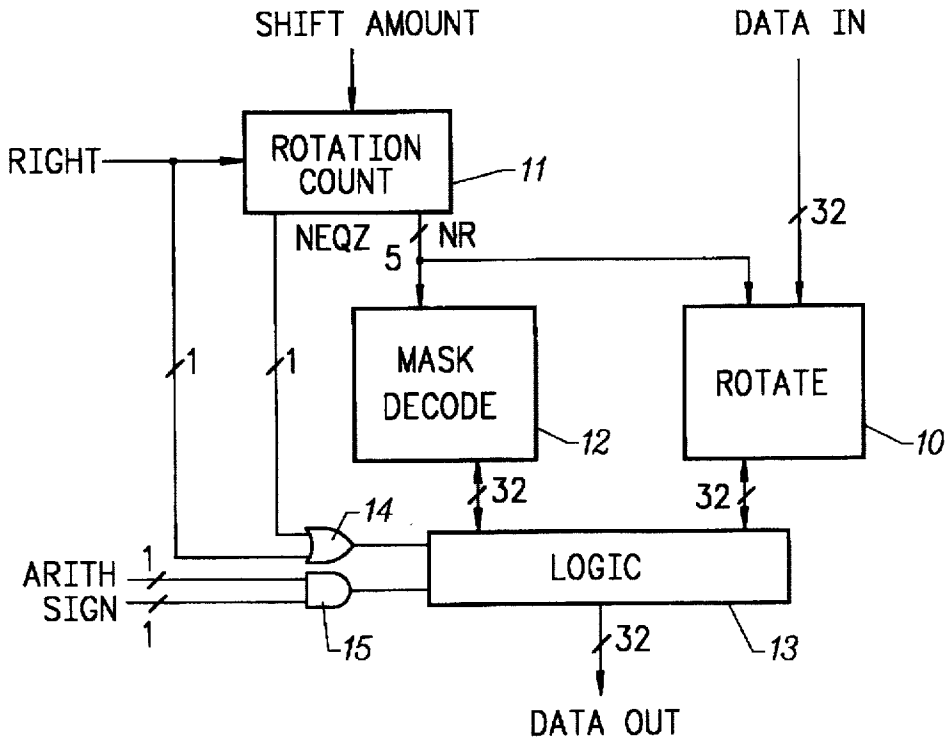 SHIFT AMOUNT
DATA IN
RIGHT
ROTATION
COUNT
11
32
NEQZ
NR
5
1
1
MASK
DECODE
12
ROTATE
10
32
32
14
LOGIC
13
ARITH
1
SIGN
1
15
32
DATA OUT